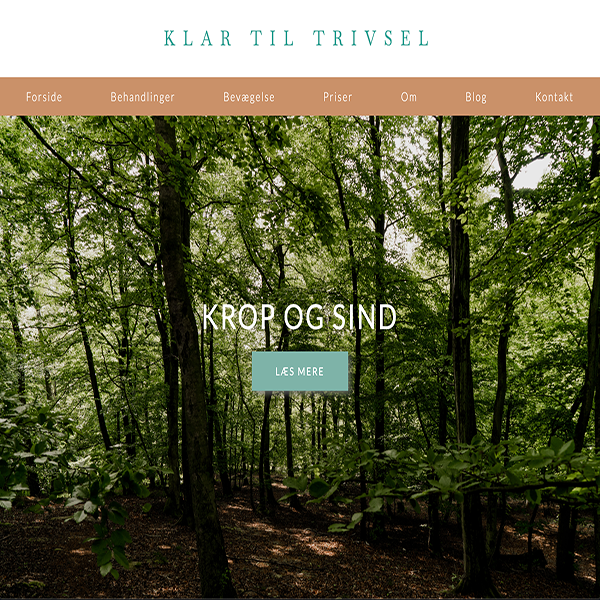 KLAR TIL TRIVSEL
Forside Behandlinger Bevægelse Priser Om Blog Kontakt
KROP OG SIND
LÆS MERE